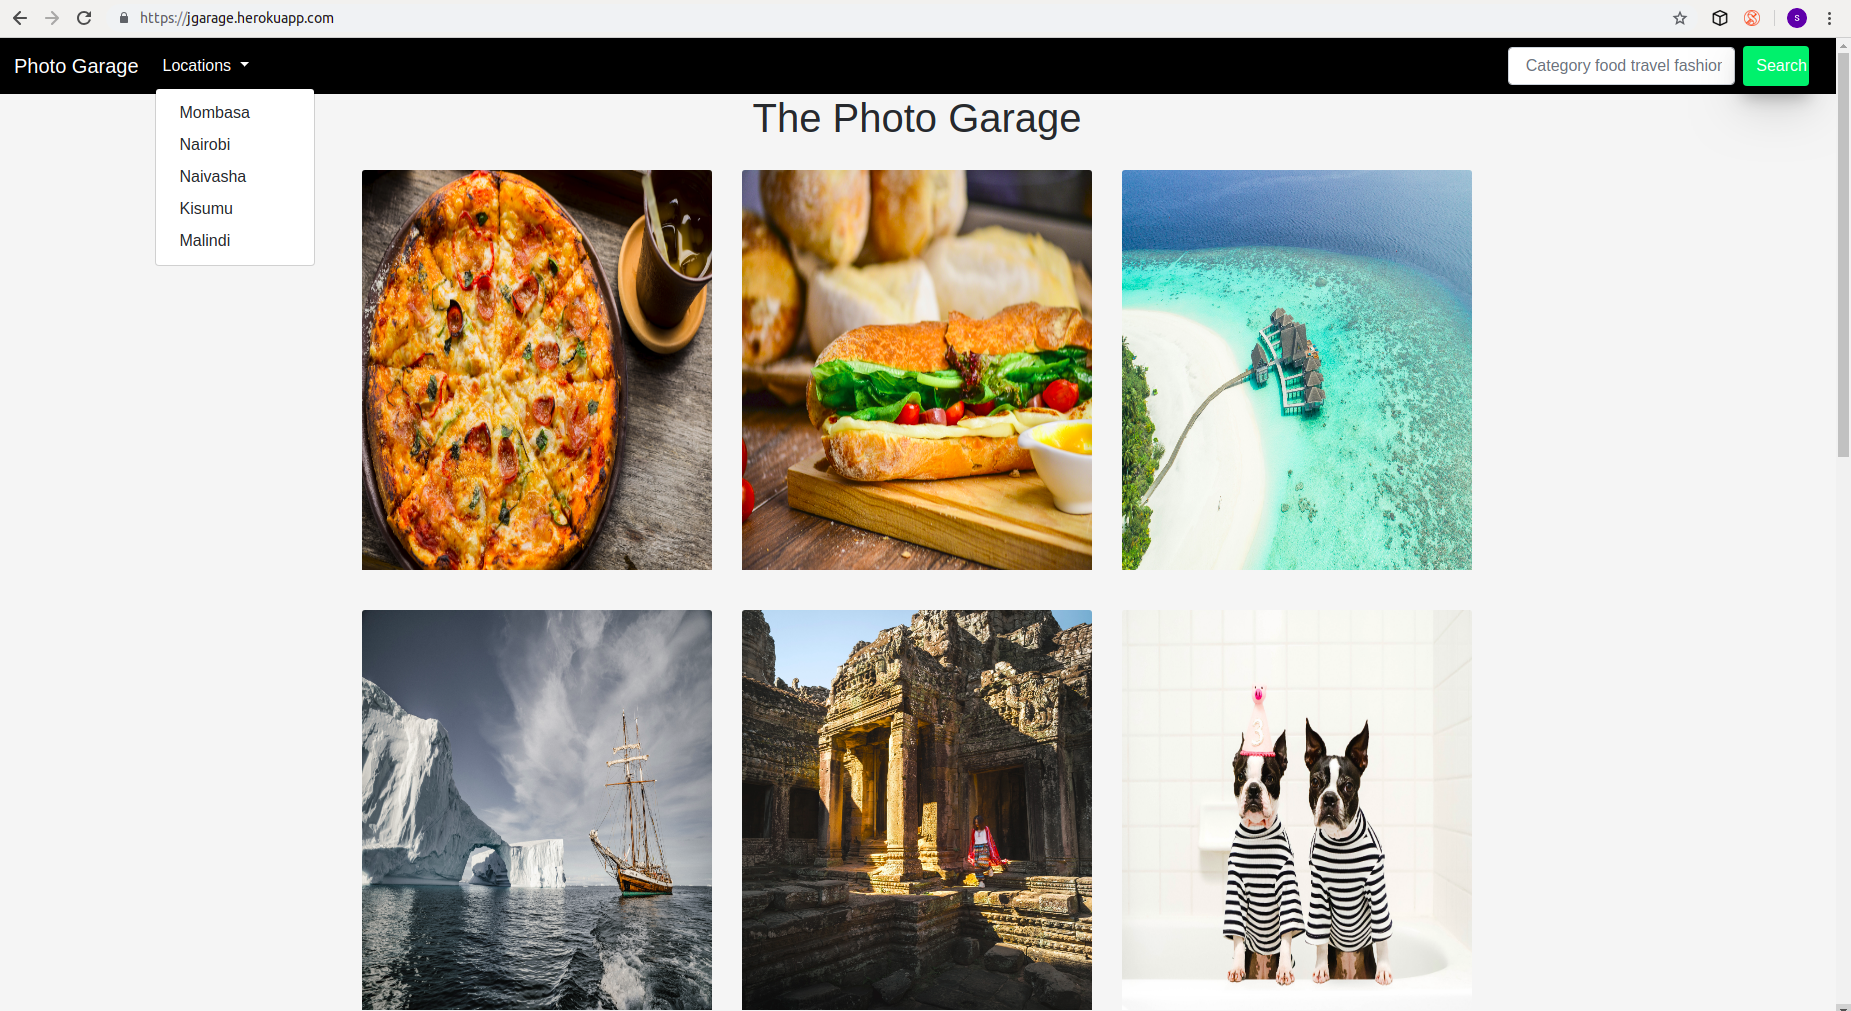 https://jgarage.herokuapp.com
S
Photo Garage
Locations
Category food travel fashior
Search
Mombasa
Nairobi
Naivasha
Kisumu
Malindi
The Photo Garage
3